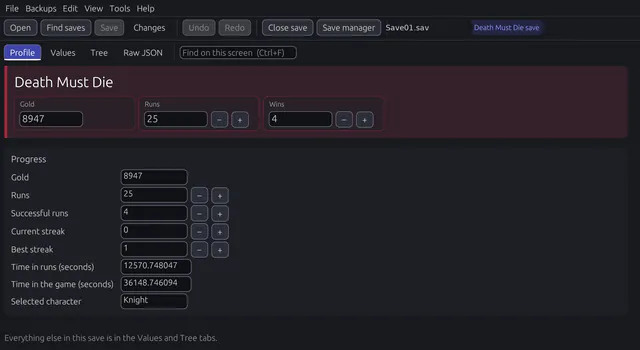 File Backups Edit View Tools Help
Open Find saves Save Changes Undo Redo Close save Save manager Save01.sav Death Must Die save
Profile Values Tree Raw JSON Find on this screen (Ctrl+F)
Death Must Die
Gold Runs Wins
8947 25 − + 4 − +
Progress
Gold 8947
Runs 25 − +
Successful runs 4 − +
Current streak 0 − +
Best streak 1 − +
Time in runs (seconds) 12570.748047
Time in the game (seconds) 36148.746094
Selected character Knight
Everything else in this save is in the Values and Tree tabs.